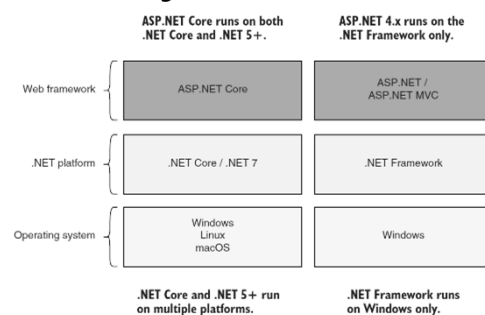 ASP.NET Core runs on both
.NET Core and .NET 5+.
ASP.NET 4.x runs on the
.NET Framework only.
Web framework
ASP.NET Core
ASP.NET /
ASP.NET MVC
.NET platform
.NET Core / .NET 7
.NET Framework
Operating system
Windows
Linux
macOS
Windows
.NET Core and .NET 5+ run
on multiple platforms.
.NET Framework runs
on Windows only.